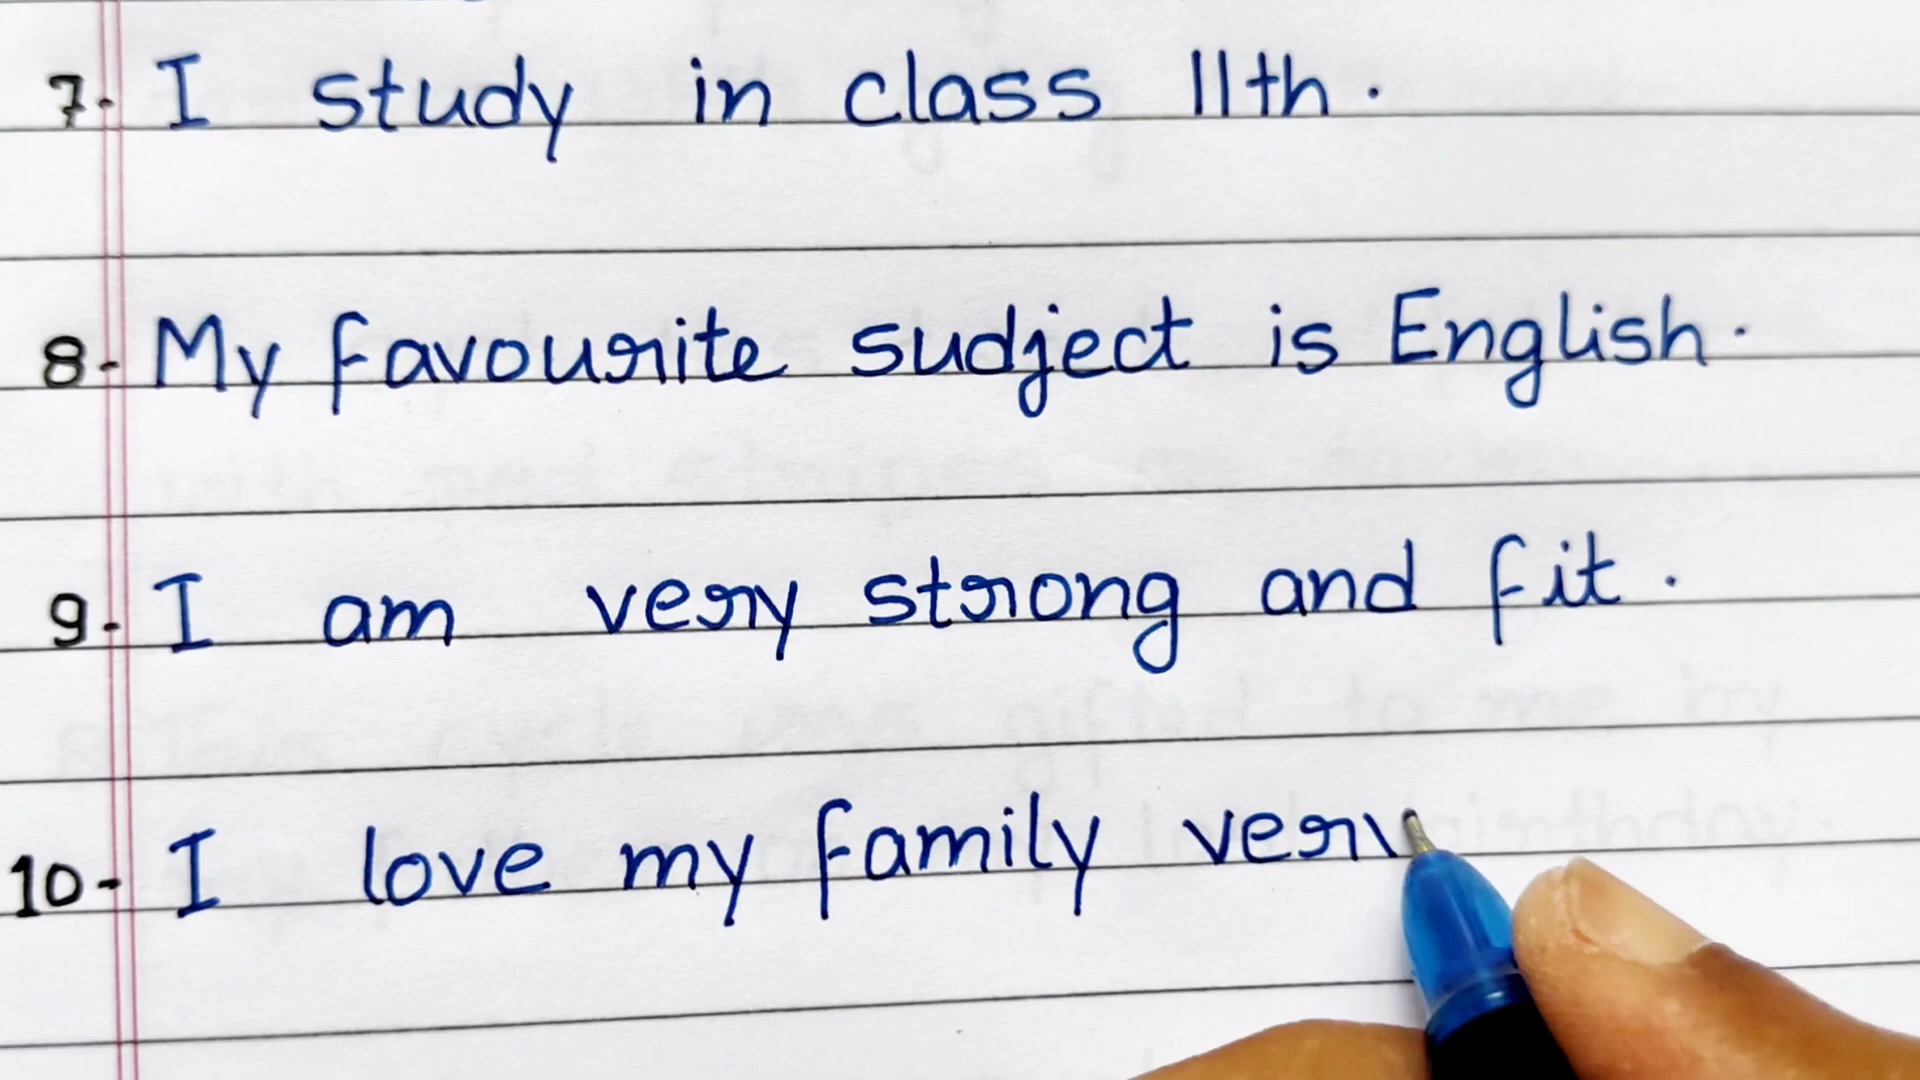 7. I study in class 11th.
8. My favourite sudject is English.
9. I am very strong and fit.
10- I love my family very